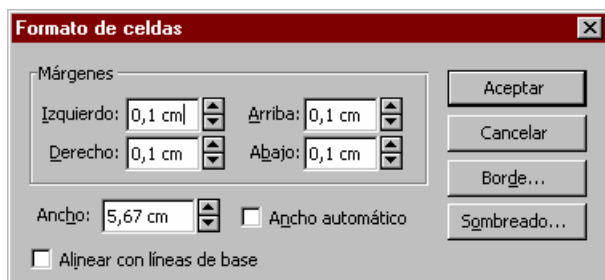 Formato de celdas
Márgenes
Izquierdo: 0,1 cm Arriba: 0,1 cm
Derecho: 0,1 cm Abajo: 0,1 cm
Ancho: 5,67 cm Ancho automático
Alinear con líneas de base
Aceptar
Cancelar
Borde...
Sombreado...